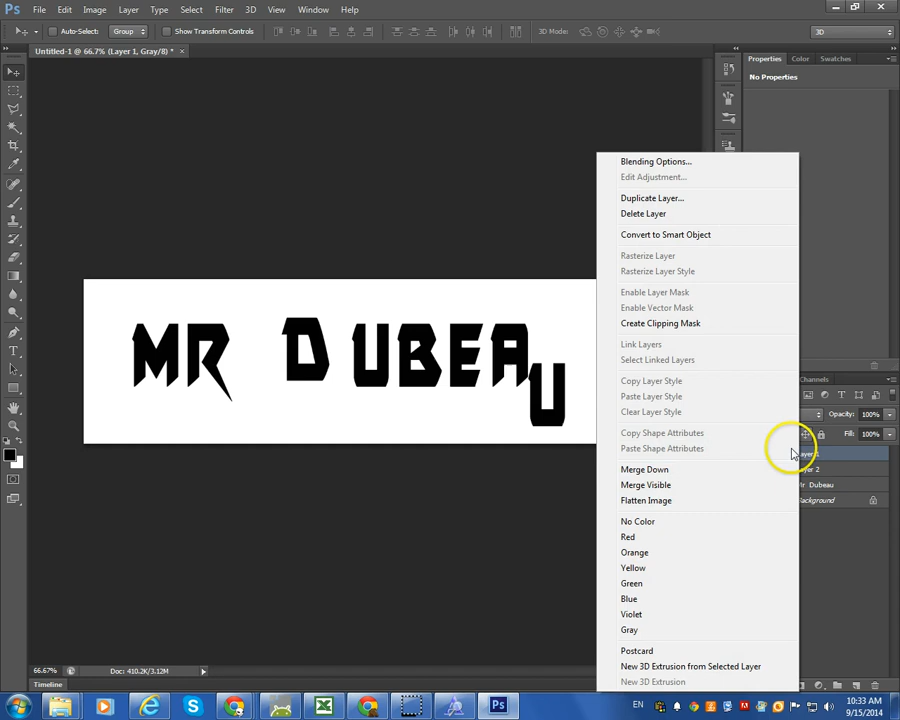 Ps File Edit Image Layer Type Select Filter 3D View Window Help
Auto-Select: Group Show Transform Controls 3D Mode: 3D
Untitled-1 @ 66.7% (Layer 1, Gray/8) * ×
Properties Color Swatches
No Properties
MR DUBEAU
Blending Options...
Edit Adjustment...
Duplicate Layer...
Delete Layer
Convert to Smart Object
Rasterize Layer
Rasterize Layer Style
Enable Layer Mask
Enable Vector Mask
Create Clipping Mask
Link Layers
Select Linked Layers
Copy Layer Style
Paste Layer Style
Clear Layer Style
Copy Shape Attributes
Paste Shape Attributes
Merge Down
Merge Visible
Flatten Image
No Color
Red
Orange
Yellow
Green
Blue
Violet
Gray
Postcard
New 3D Extrusion from Selected Layer
New 3D Extrusion
Channels
Opacity: 100%
Fill: 100%
Mr Dubeau
Background
66.67% Doc: 410.2K/3.12M
Timeline
EN 10:33 AM
9/15/2014